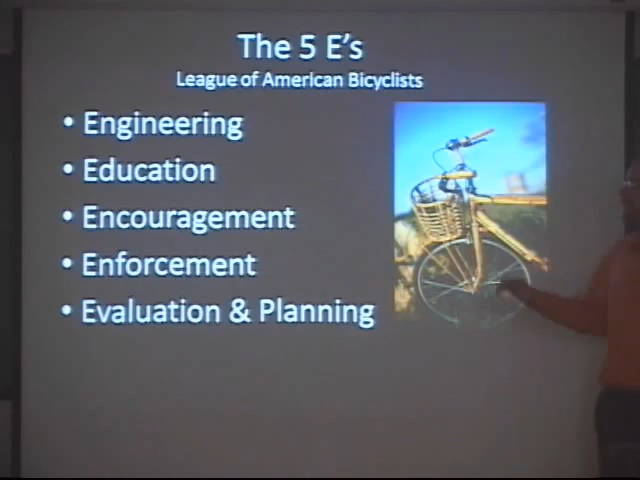 The 5 E's
League of American Bicyclists
• Engineering
• Education
• Encouragement
• Enforcement
• Evaluation & Planning